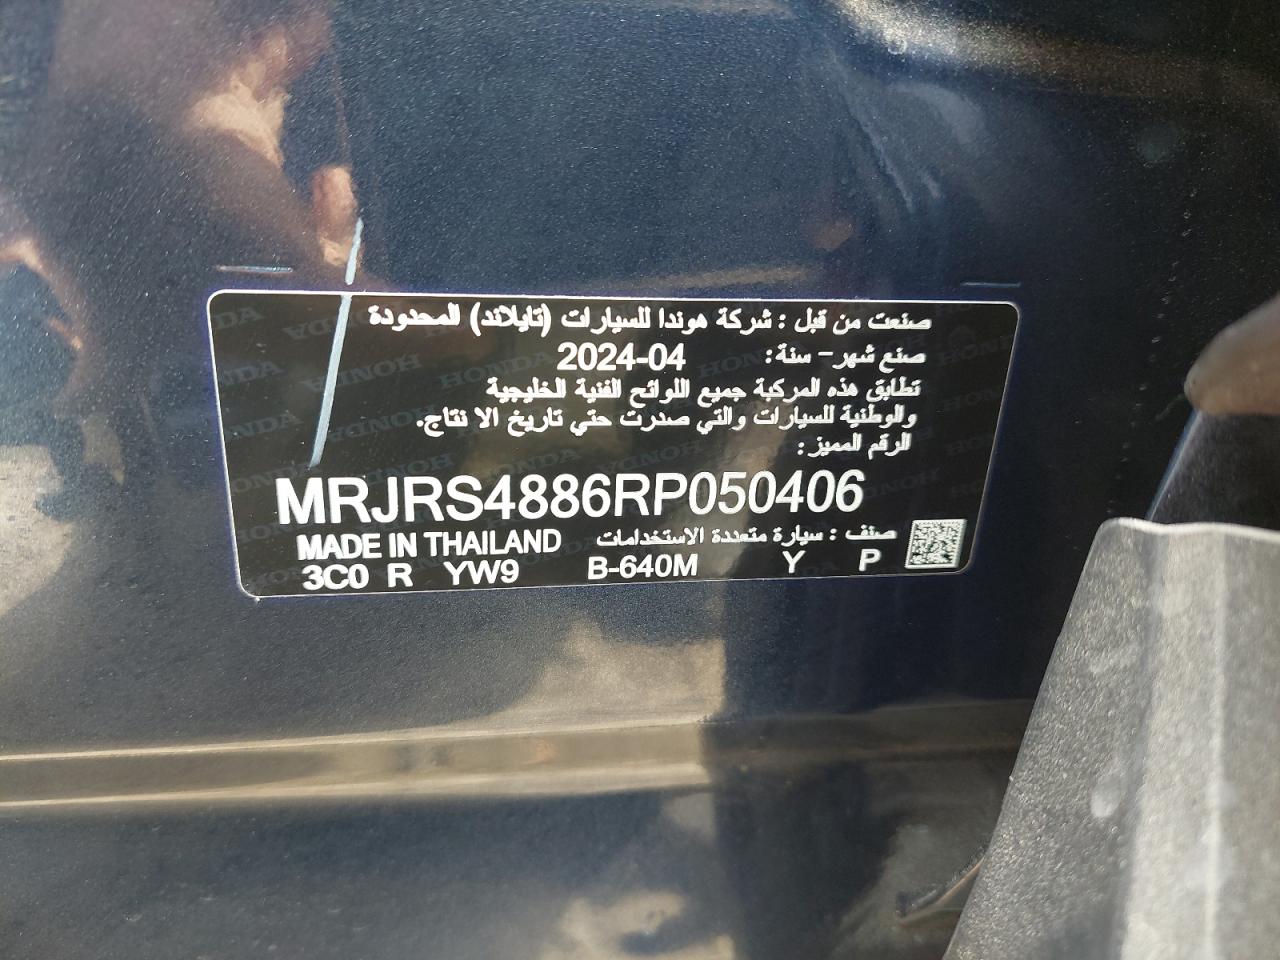 صنعت من قبل : شركة هوندا للسيارات (تايلاند) المحدودة
صنع شهر - سنة: 2024-04
تطابق هذه المركبة جميع اللوائح الفنية الخليجية
والوطنية للسيارات والتي صدرت حتي تاريخ الا نتاج.
الرقم المميز:
MRJRS4886RP050406
MADE IN THAILAND صنف : سيارة متعددة الاستخدامات
3C0 R YW9 B-640M Y P